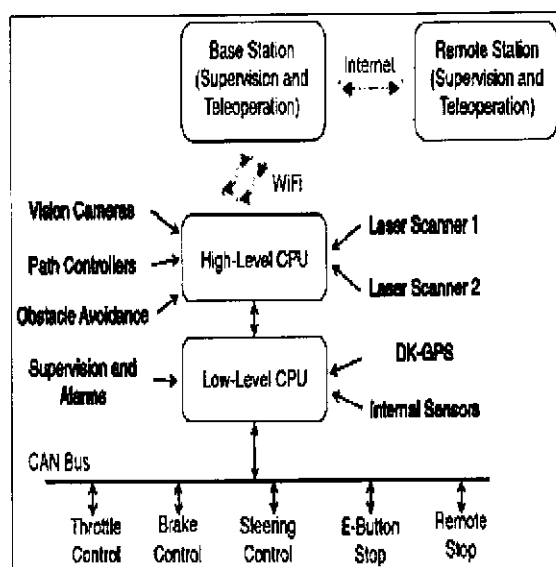 Base Station
(Supervision and
Teleoperation)
Internet
Remote Station
(Supervision and
Teleoperation)
WiFi
Vision Cameras
Path Controllers
Obstacle Avoidance
High-Level CPU
Laser Scanner 1
Laser Scanner 2
Supervision and
Alarms
Low-Level CPU
DK-GPS
Internal Sensors
CAN Bus
Throttle
Control
Brake
Control
Steering
Control
E-Button
Stop
Remote
Stop